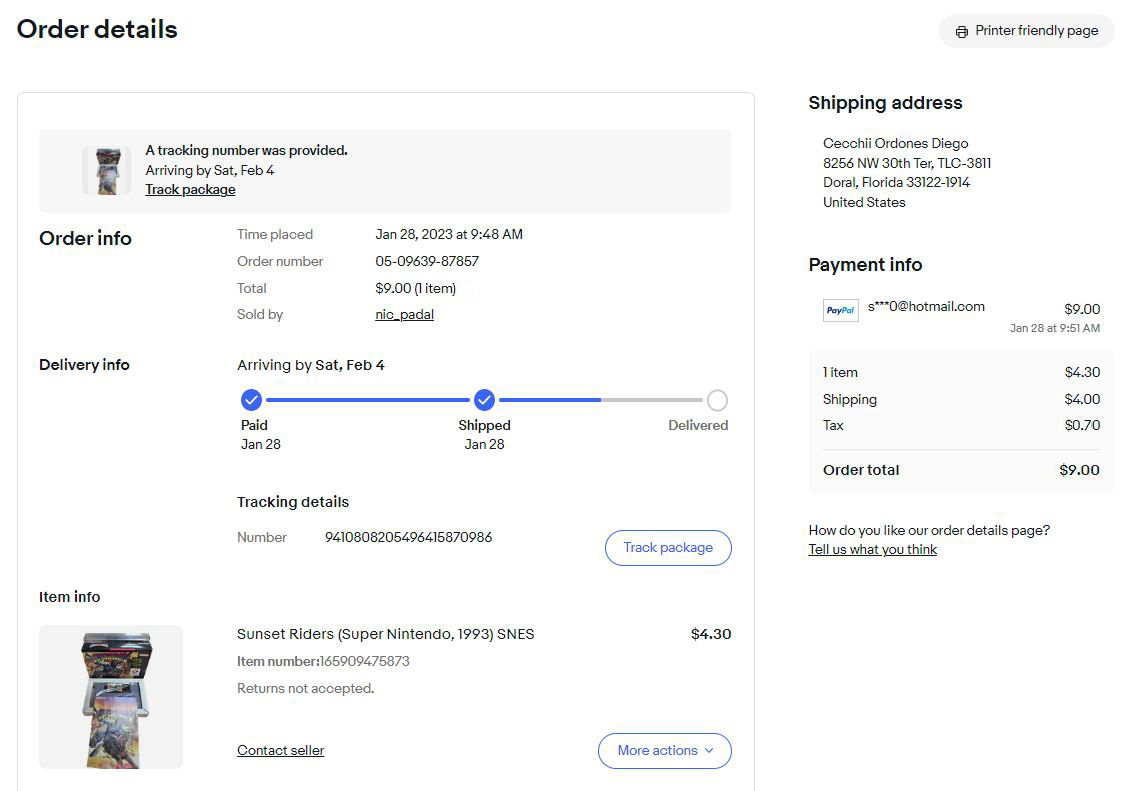 Order details
Printer friendly page
A tracking number was provided.
Arriving by Sat, Feb 4
Track package
Order info
Time placed Jan 28, 2023 at 9:48 AM
Order number 05-09639-87857
Total $9.00 (1 item)
Sold by nic_padal
Delivery info
Arriving by Sat, Feb 4
Paid Shipped Delivered
Jan 28 Jan 28
Tracking details
Number 9410808205496415870986
Track package
Item info
Sunset Riders (Super Nintendo, 1993) SNES $4.30
Item number:165909475873
Returns not accepted.
Contact seller
More actions
Shipping address
Cecchii Ordones Diego
8256 NW 30th Ter, TLC-3811
Doral, Florida 33122-1914
United States
Payment info
PayPal s***0@hotmail.com $9.00
Jan 28 at 9:51 AM
1 item $4.30
Shipping $4.00
Tax $0.70
Order total $9.00
How do you like our order details page?
Tell us what you think